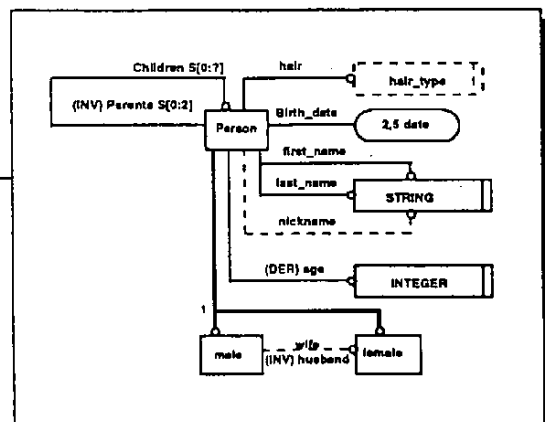 Children S[0:?]
hair
hair_type
(INV) Parents S[0:2]
Birth_date
Person
2,5 date
first_name
last_name
STRING
nickname
(DER) age
INTEGER
1
male
wife
(INV) husband
female